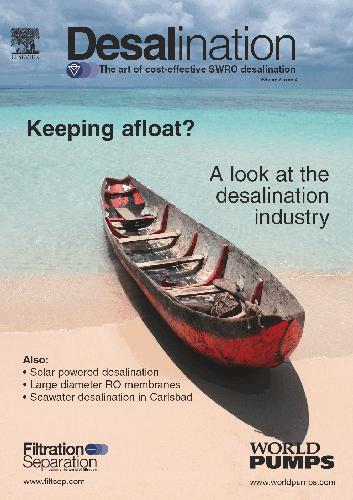 ELSEVIER
Desalination
The art of cost-effective SWRO desalination
Keeping afloat?
A look at the
desalination
industry
Also:
• Solar powered desalination
• Large diameter RO membranes
• Seawater desalination in Carlsbad
Filtration
Separation
www.filtsep.com
WORLD
PUMPS
www.worldpumps.com